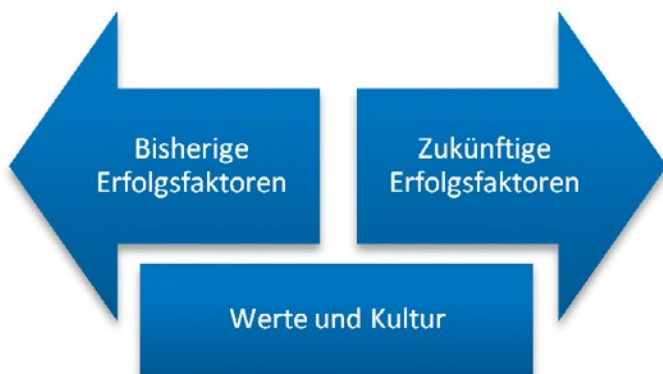 Bisherige
Erfolgsfaktoren
Zukünftige
Erfolgsfaktoren
Werte und Kultur